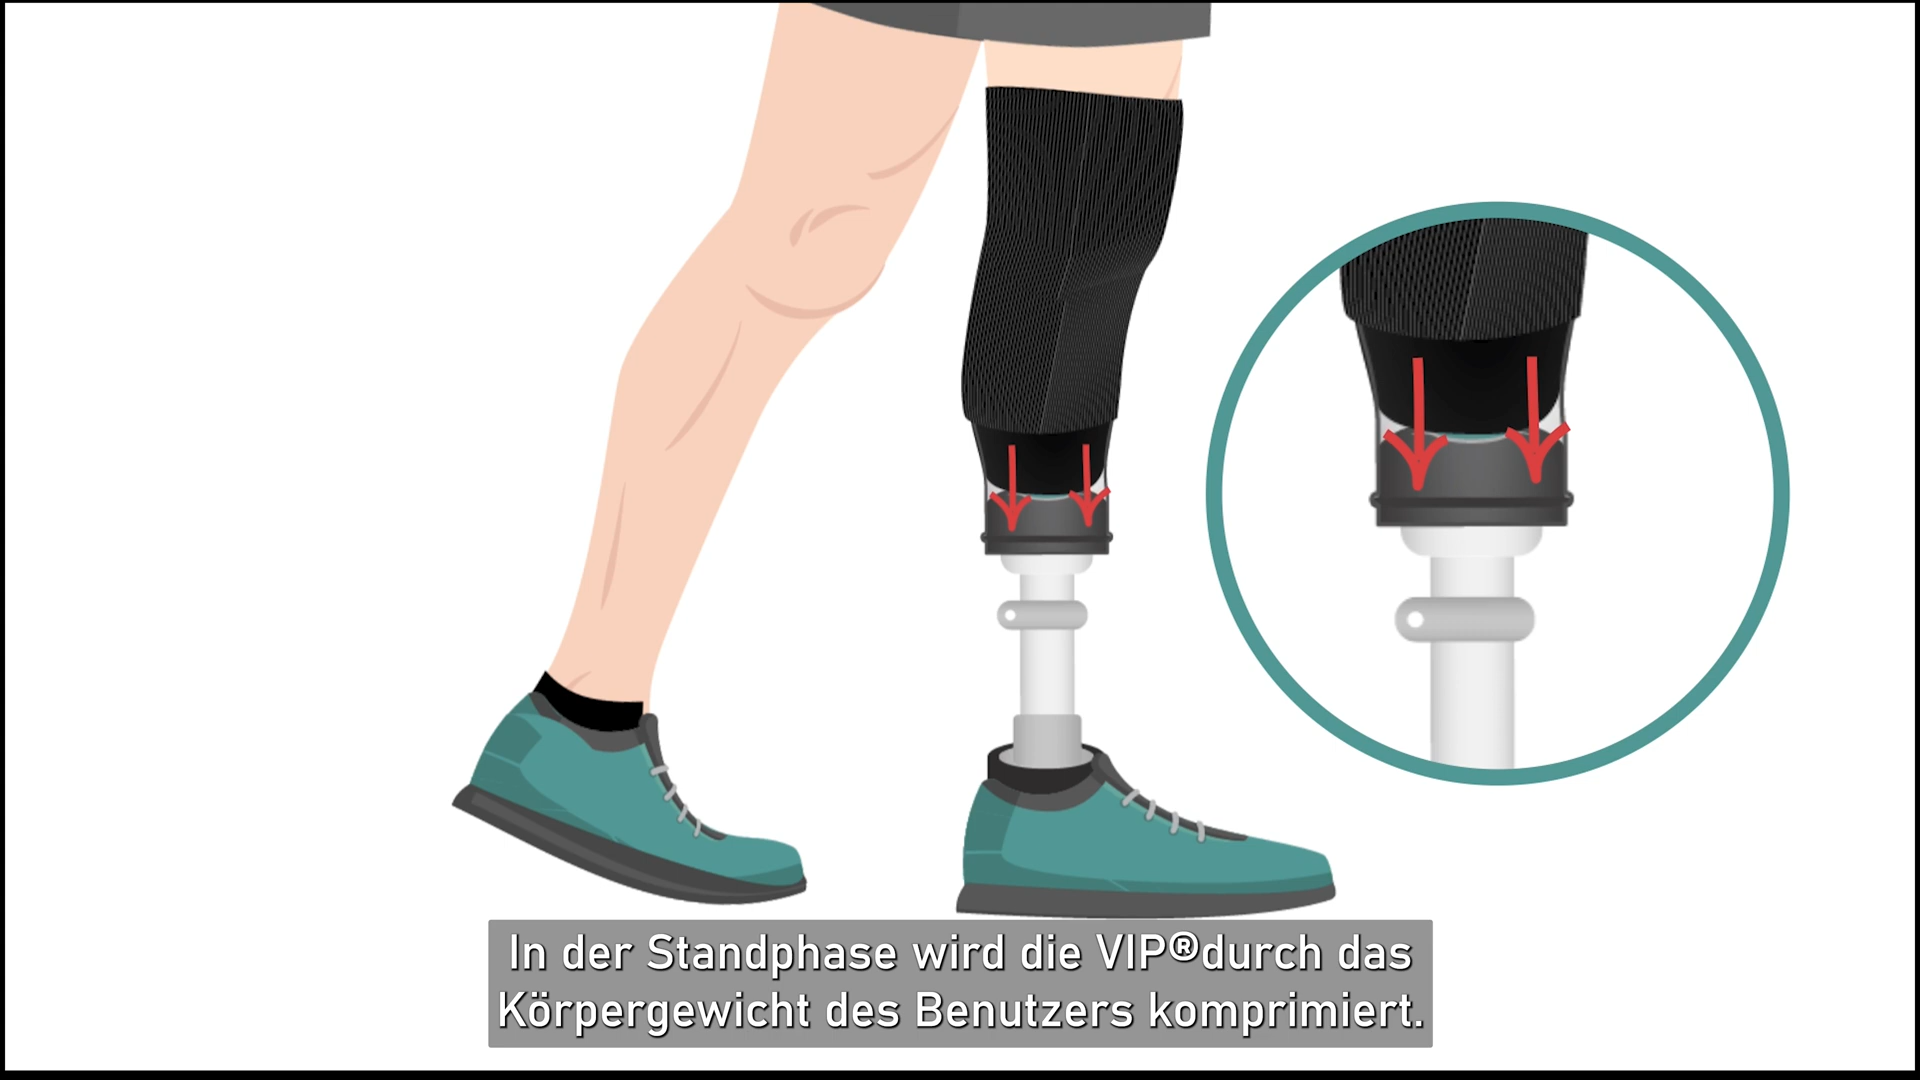 In der Standphase wird die VIP®durch das
Körpergewicht des Benutzers komprimiert.